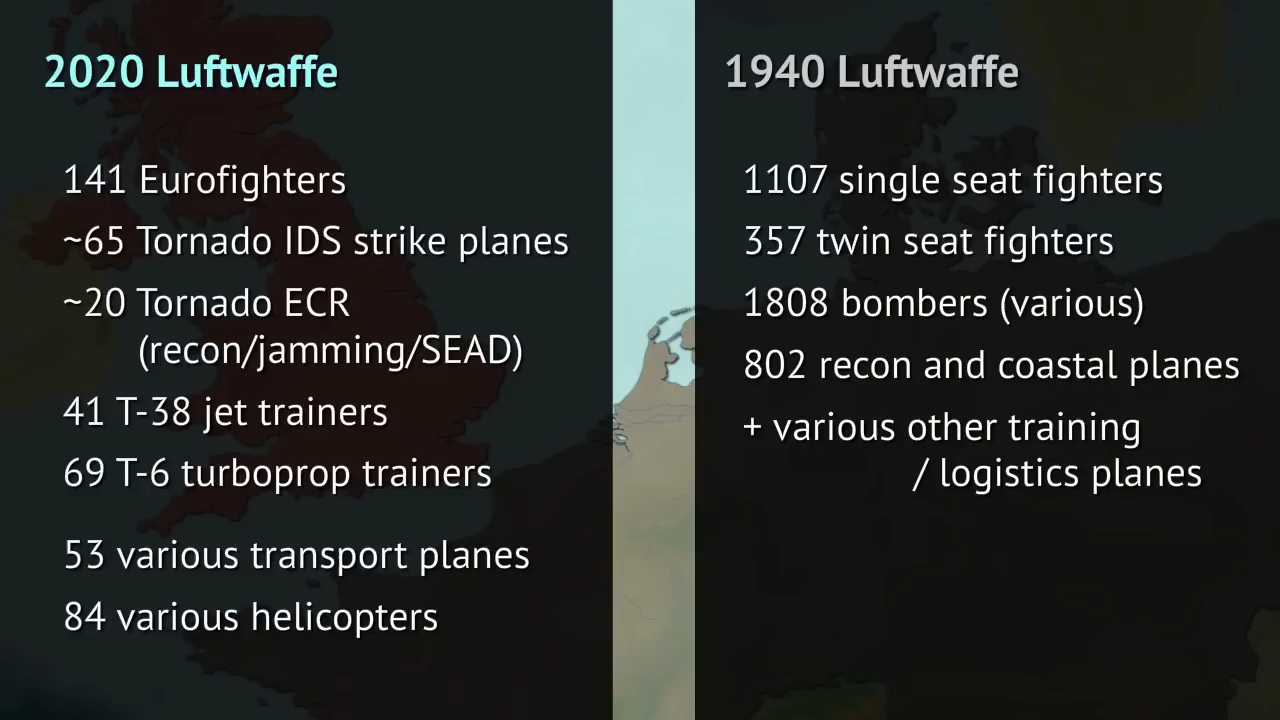 2020 Luftwaffe
141 Eurofighters
~65 Tornado IDS strike planes
~20 Tornado ECR
(recon/jamming/SEAD)
41 T-38 jet trainers
69 T-6 turboprop trainers
53 various transport planes
84 various helicopters
1940 Luftwaffe
1107 single seat fighters
357 twin seat fighters
1808 bombers (various)
802 recon and coastal planes
+ various other training
/ logistics planes